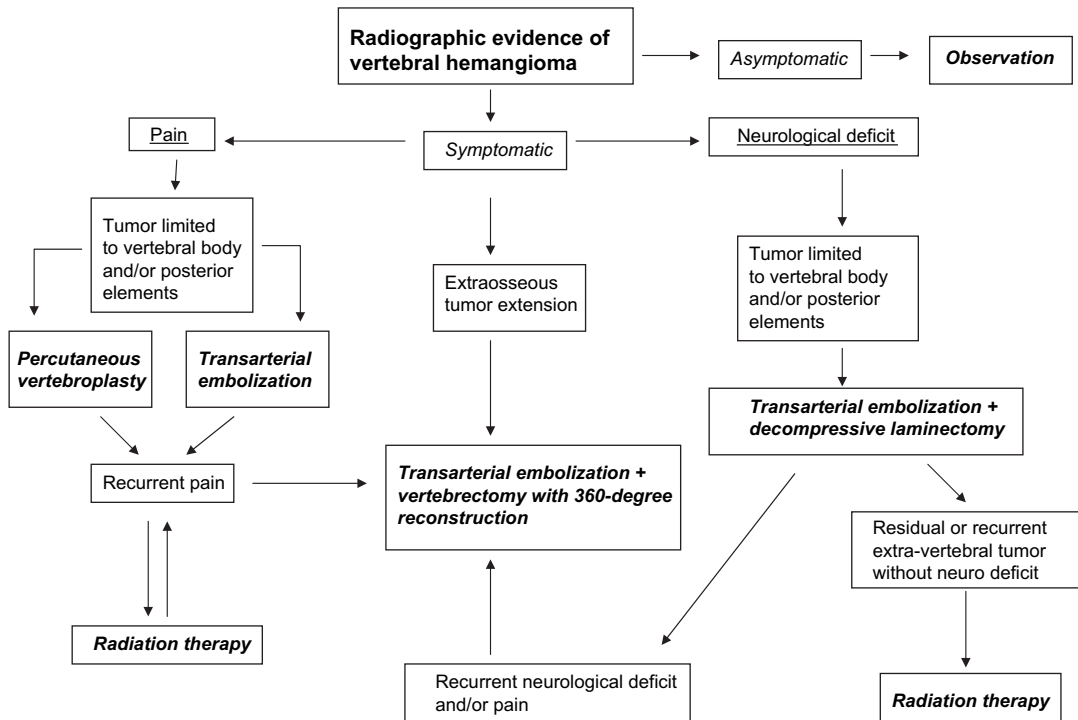 Radiographic evidence of
vertebral hemangioma
Asymptomatic
Observation
Pain
Symptomatic
Neurological deficit
Tumor limited
to vertebral body
and/or posterior
elements
Extraosseous
tumor extension
Tumor limited
to vertebral body
and/or posterior
elements
Percutaneous
vertebroplasty
Transarterial
embolization
Transarterial embolization +
decompressive laminectomy
Recurrent pain
Transarterial embolization +
vertebrectomy with 360-degree
reconstruction
Residual or recurrent
extra-vertebral tumor
without neuro deficit
Radiation therapy
Recurrent neurological deficit
and/or pain
Radiation therapy